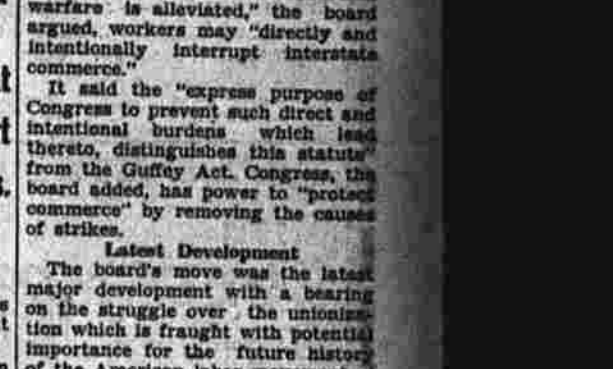 warfare is alleviated," the board
argued, workers may "directly and
intentionally interrupt interstate
commerce."
It said the "express purpose of
Congress to prevent such direct and
intentional burdens which lead
thereto, distinguishes this statute"
from the Guffey Act. Congress, the
board added, has power to "protect
commerce" by removing the causes
of strikes.
Latest Development
The board's move was the latest
major development with a bearing
on the struggle over the unioniza-
tion which is fraught with potential
importance for the future history
of the American labor